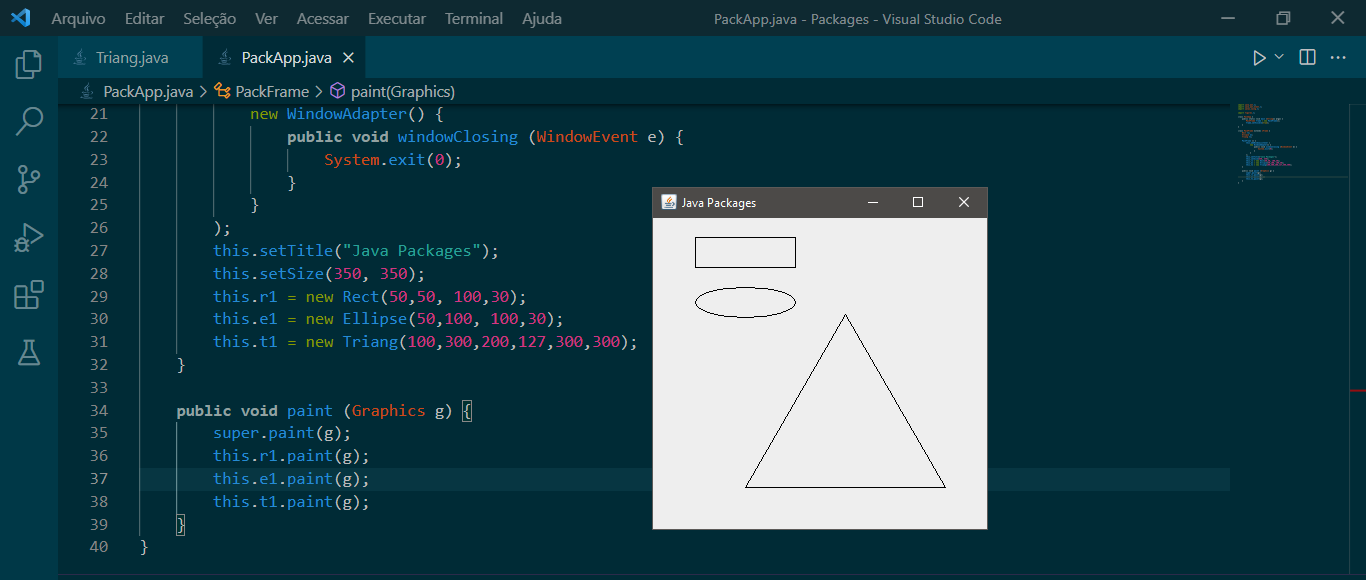 Arquivo Editar Seleção Ver Acessar Executar Terminal Ajuda PackApp.java - Packages - Visual Studio Code
Triang.java PackApp.java
PackApp.java > PackFrame > paint(Graphics)
21 new WindowAdapter() {
22 public void windowClosing (WindowEvent e) {
23 System.exit(0);
24 }
25 }
26 );
27 this.setTitle("Java Packages");
28 this.setSize(350, 350);
29 this.r1 = new Rect(50,50, 100,30);
30 this.e1 = new Ellipse(50,100, 100,30);
31 this.t1 = new Triang(100,300,200,127,300,300);
32 }
33
34 public void paint (Graphics g) {
35 super.paint(g);
36 this.r1.paint(g);
37 this.e1.paint(g);
38 this.t1.paint(g);
39 }
40 }
Java Packages